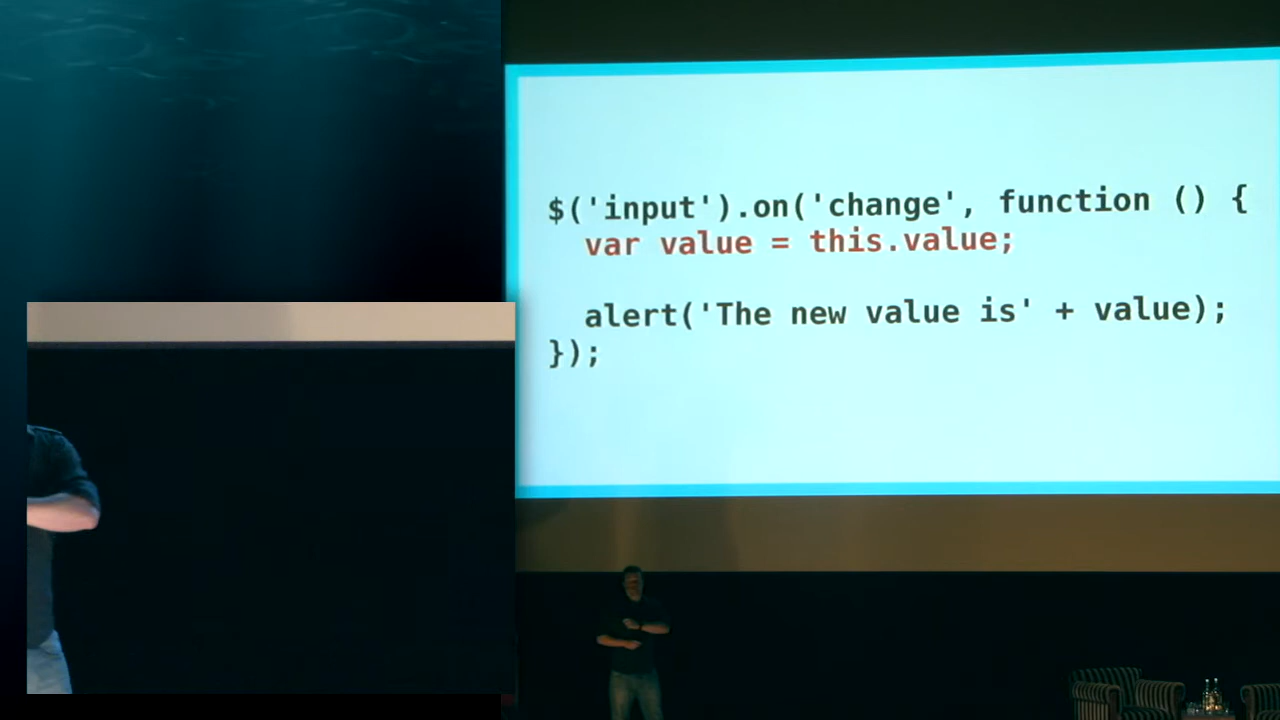 $('input').on('change', function () {
var value = this.value;
alert('The new value is' + value);
});